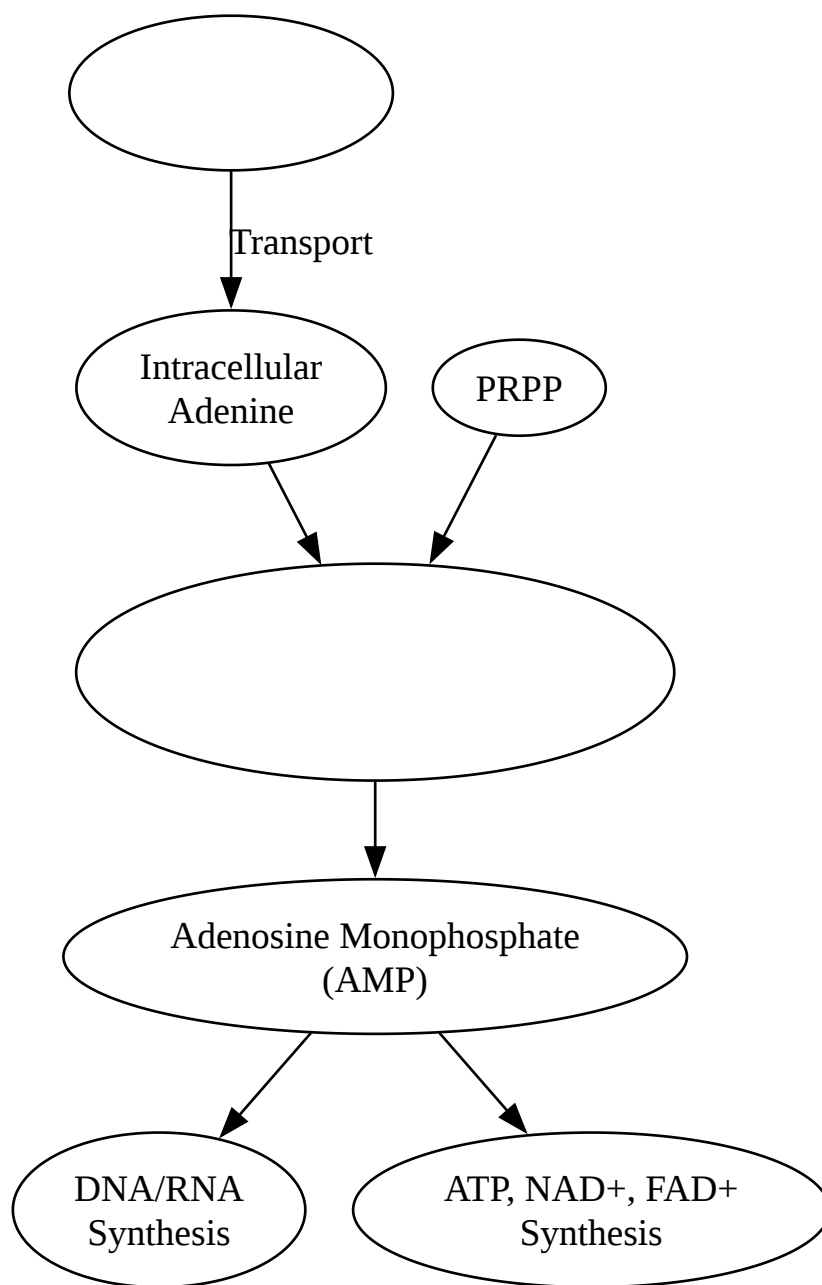 Transport
Intracellular
Adenine
PRPP
Adenosine Monophosphate
(AMP)
DNA/RNA
Synthesis
ATP, NAD+, FAD+
Synthesis